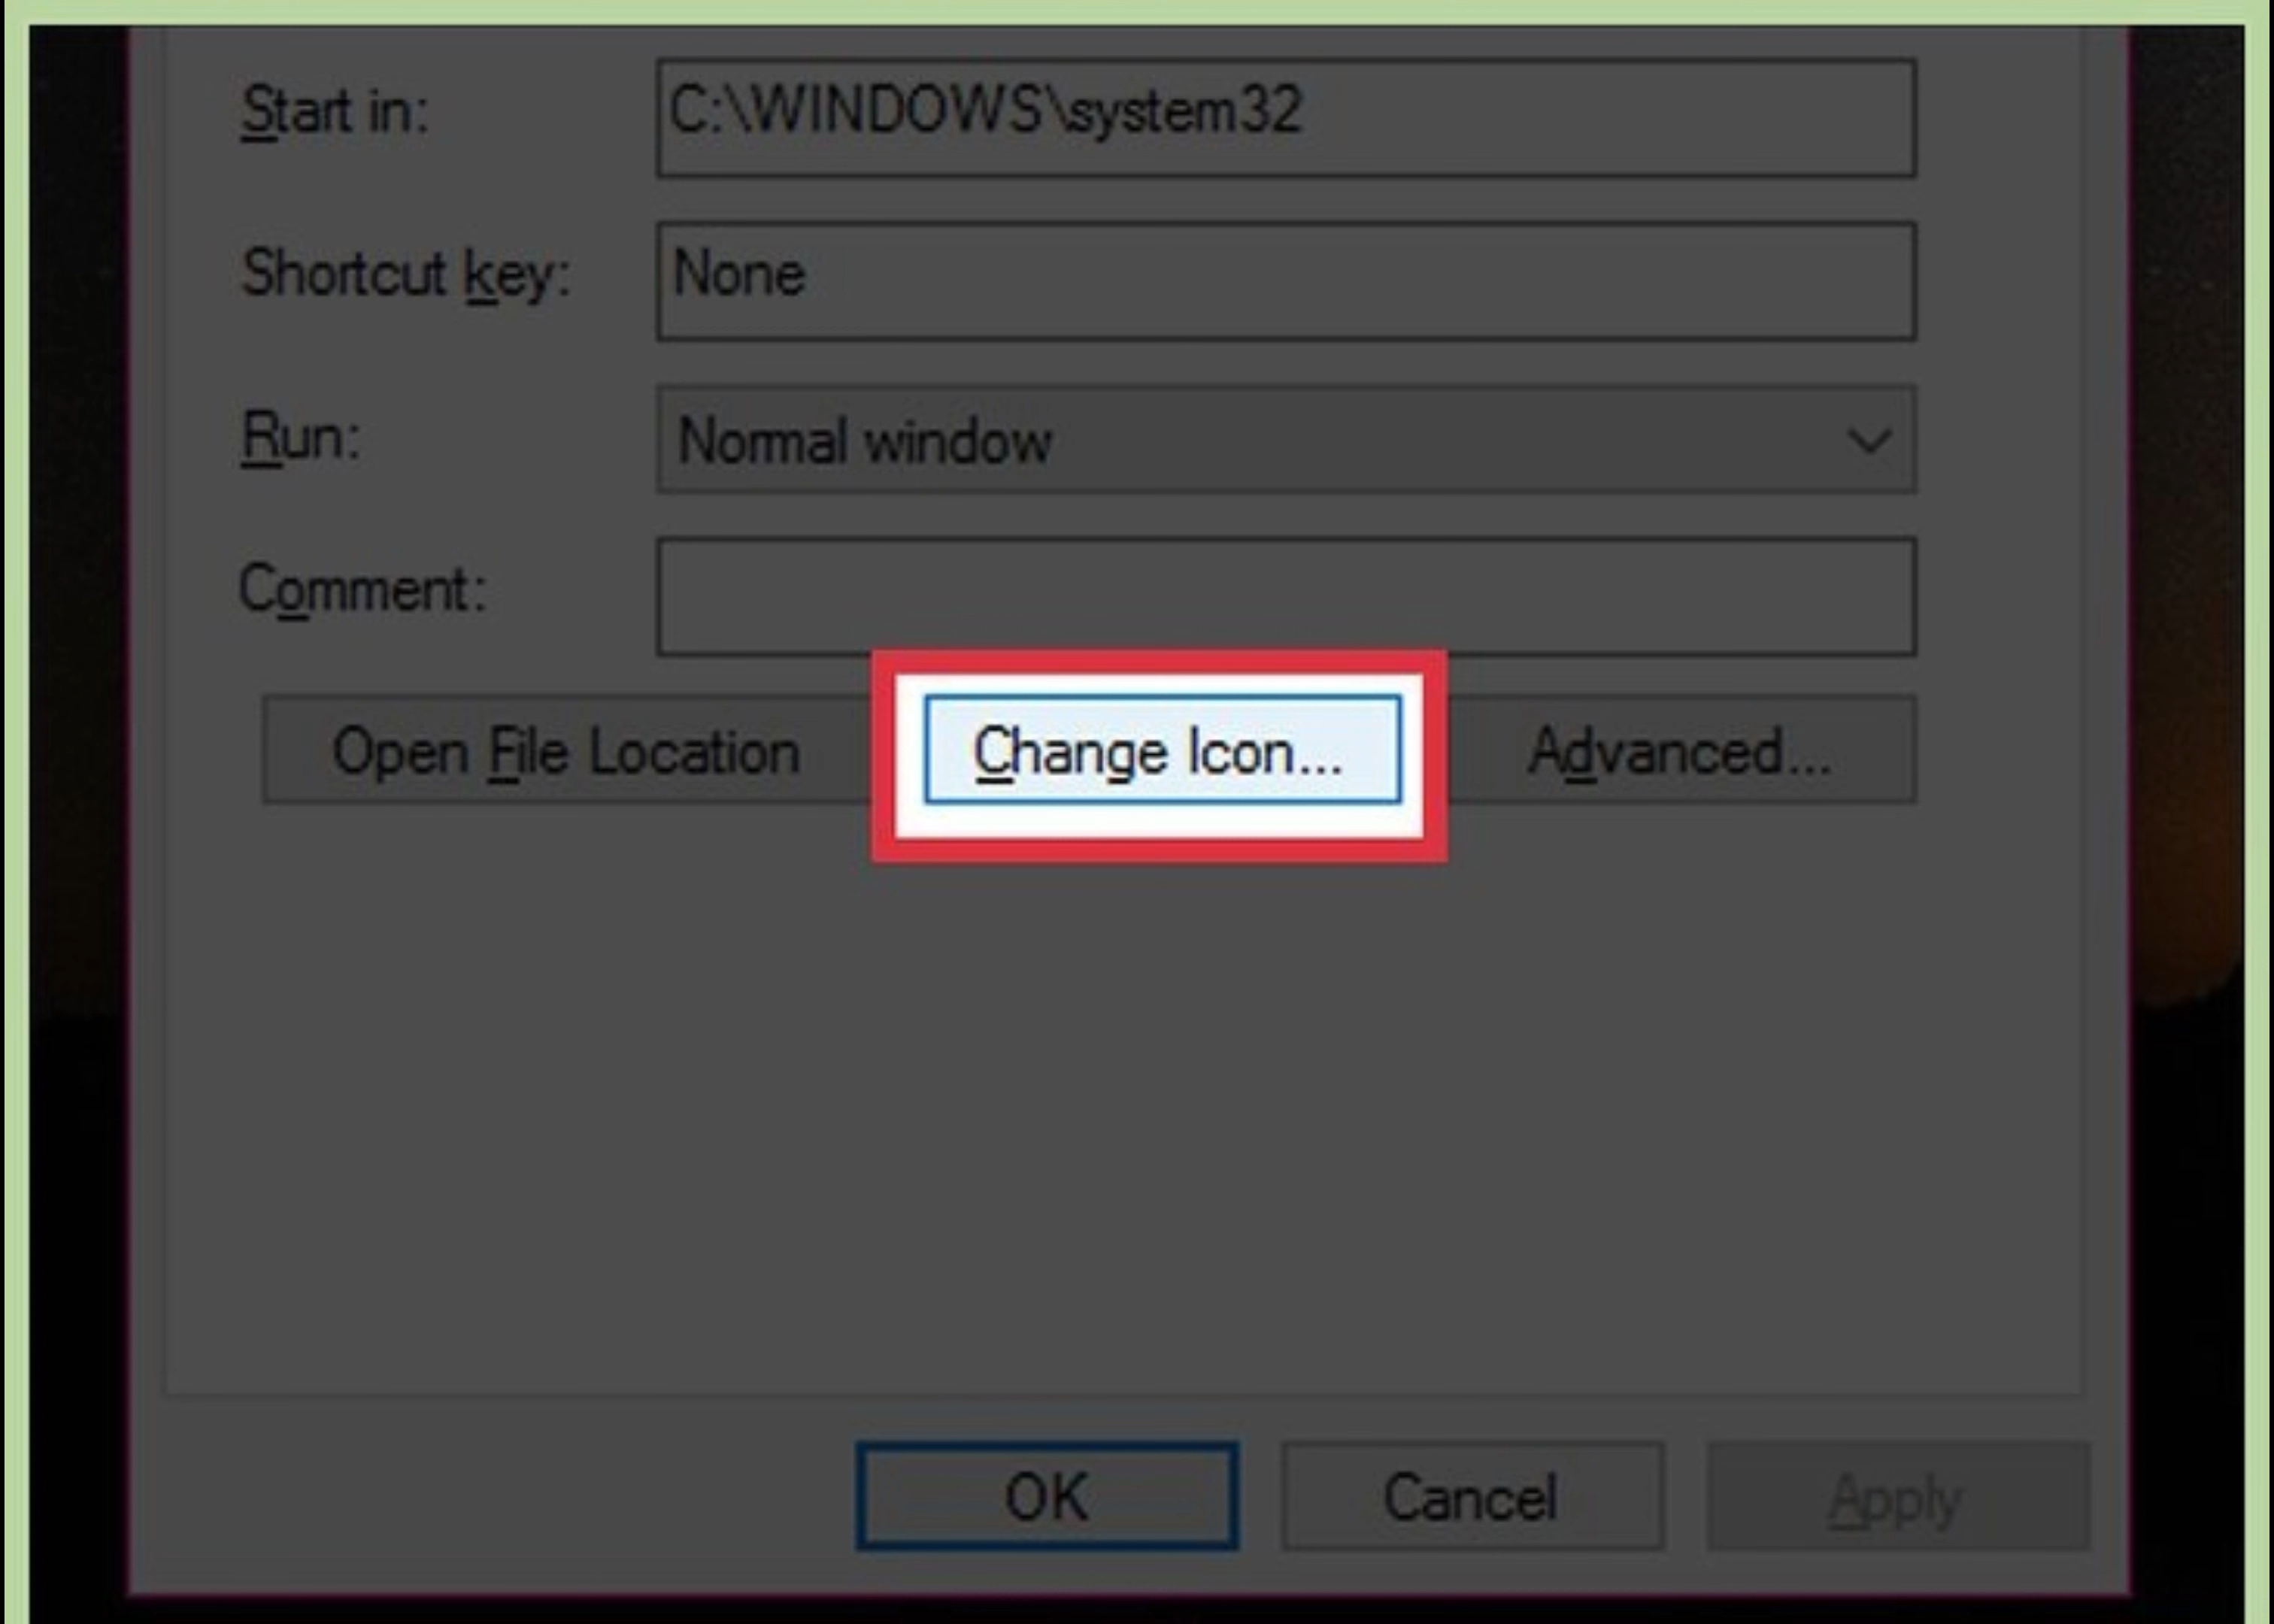 Start in: C:\WINDOWS\system32
Shortcut key: None
Run: Normal window
Comment:
Open File Location Change Icon... Advanced...
OK Cancel Apply